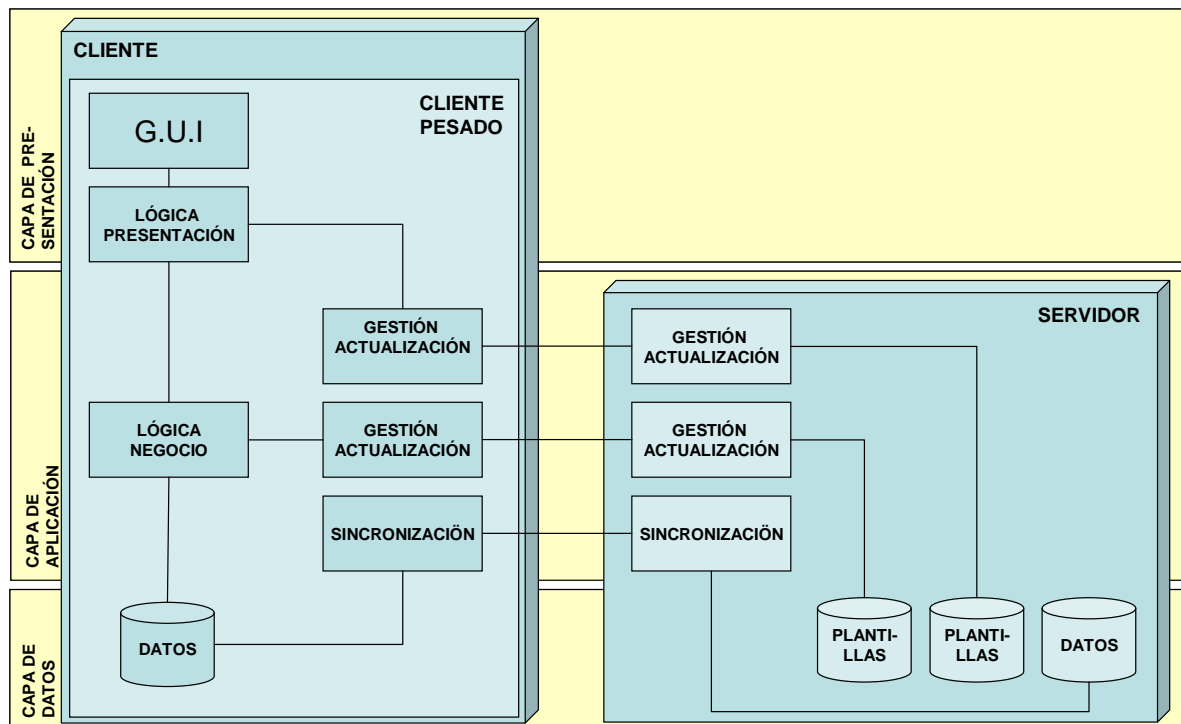 CLIENTE
CLIENTE
PESADO
G.U.I
LÓGICA
PRESENTACIÓN
CAPA DE PRE-
SENTACIÓN
SERVIDOR
GESTIÓN
ACTUALIZACIÓN
GESTIÓN
ACTUALIZACIÓN
LÓGICA
NEGOCIO
GESTIÓN
ACTUALIZACIÓN
GESTIÓN
ACTUALIZACIÓN
SINCRONIZACIÖN
SINCRONIZACIÖN
CAPA DE
APLICACIÓN
DATOS
PLANTI-
LLAS
PLANTI-
LLAS
DATOS
CAPA DE
DATOS